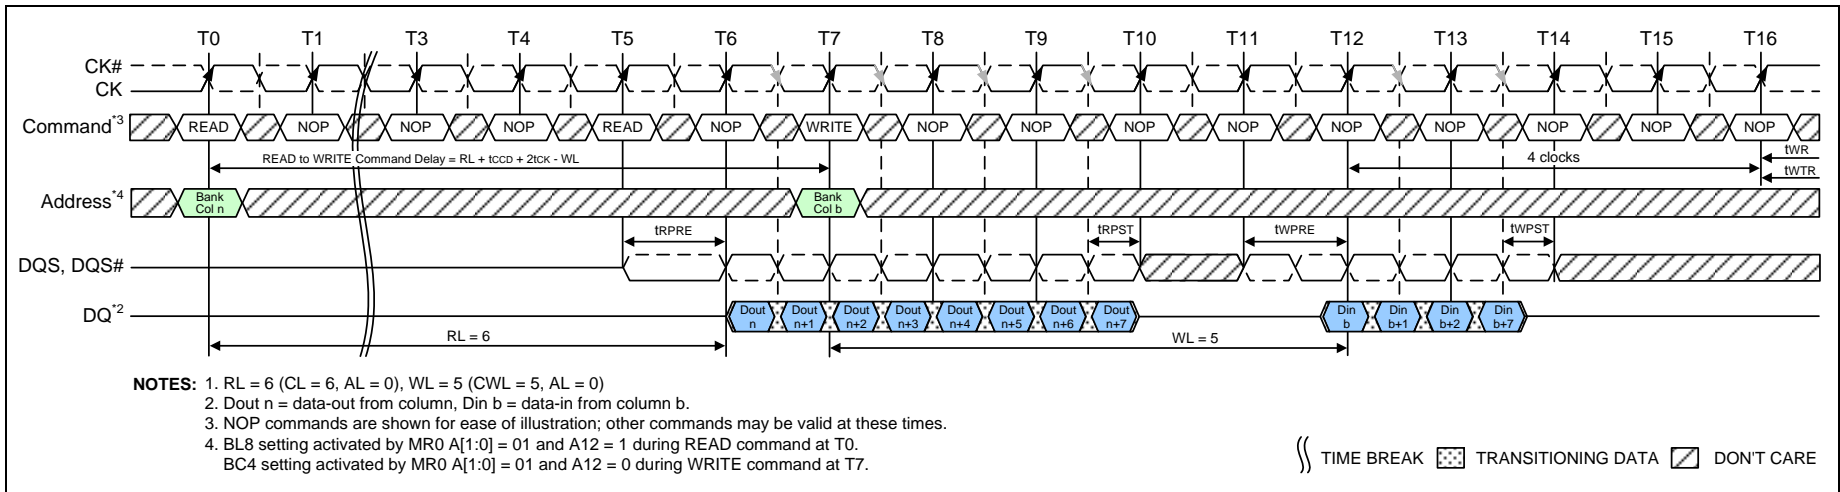 T0 T1 T3 T4 T5 T6 T7 T8 T9 T10 T11 T12 T13 T14 T15 T16
CK#
CK
Command*3 READ NOP NOP NOP READ NOP WRITE NOP NOP NOP NOP NOP NOP NOP NOP NOP
READ to WRITE Command Delay = RL + tCCD + 2tCK - WL 4 clocks tWR
tWTR
Address*4 Bank Col n Bank Col b
tRPRE tRPST tWPRE tWPST
DQS, DQS#
DQ*2 Dout n Dout n+1 Dout n+2 Dout n+3 Dout n+4 Dout n+5 Dout n+6 Dout n+7 Din b Din b+1 Din b+2 Din b+7
RL = 6 WL = 5
NOTES: 1. RL = 6 (CL = 6, AL = 0), WL = 5 (CWL = 5, AL = 0)
2. Dout n = data-out from column, Din b = data-in from column b.
3. NOP commands are shown for ease of illustration; other commands may be valid at these times.
4. BL8 setting activated by MR0 A[1:0] = 01 and A12 = 1 during READ command at T0.
BC4 setting activated by MR0 A[1:0] = 01 and A12 = 0 during WRITE command at T7.
TIME BREAK TRANSITIONING DATA DON'T CARE